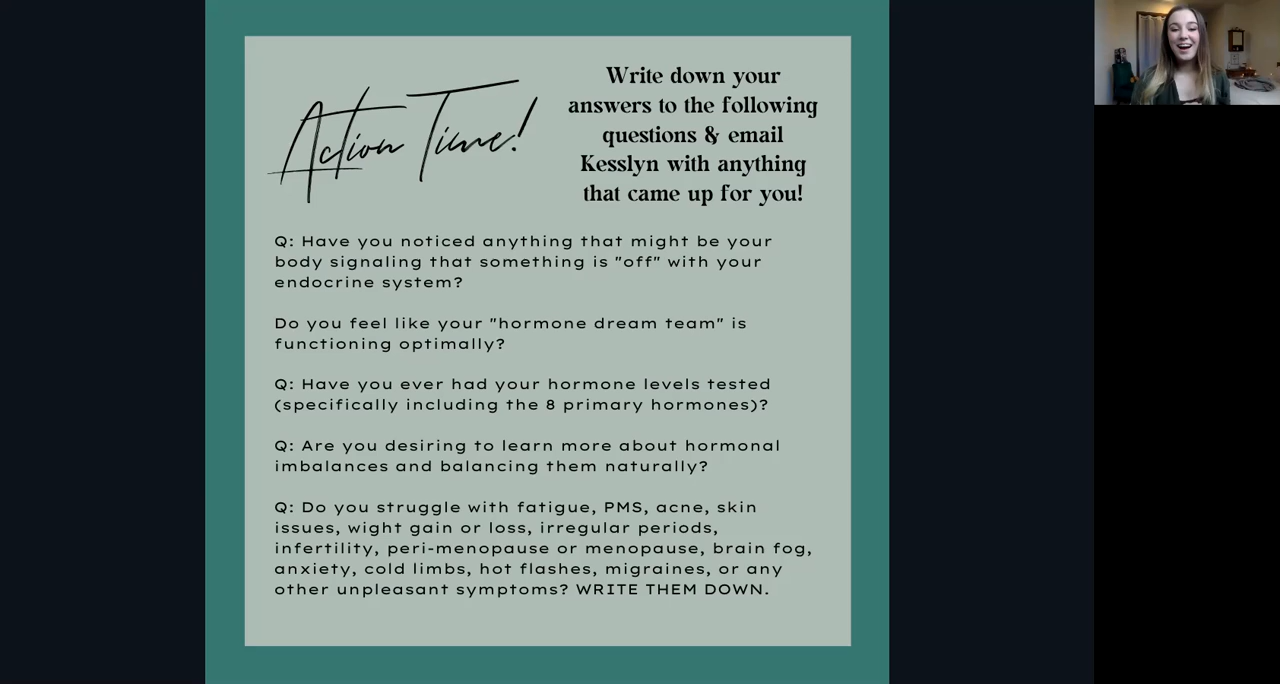 Action Time!
Write down your
answers to the following
questions & email
Kesslyn with anything
that came up for you!
Q: Have you noticed anything that might be your
body signaling that something is "off" with your
endocrine system?
Do you feel like your "hormone dream team" is
functioning optimally?
Q: Have you ever had your hormone levels tested
(specifically including the 8 primary hormones)?
Q: Are you desiring to learn more about hormonal
imbalances and balancing them naturally?
Q: Do you struggle with fatigue, PMS, acne, skin
issues, wight gain or loss, irregular periods,
infertility, peri-menopause or menopause, brain fog,
anxiety, cold limbs, hot flashes, migraines, or any
other unpleasant symptoms? WRITE THEM DOWN.